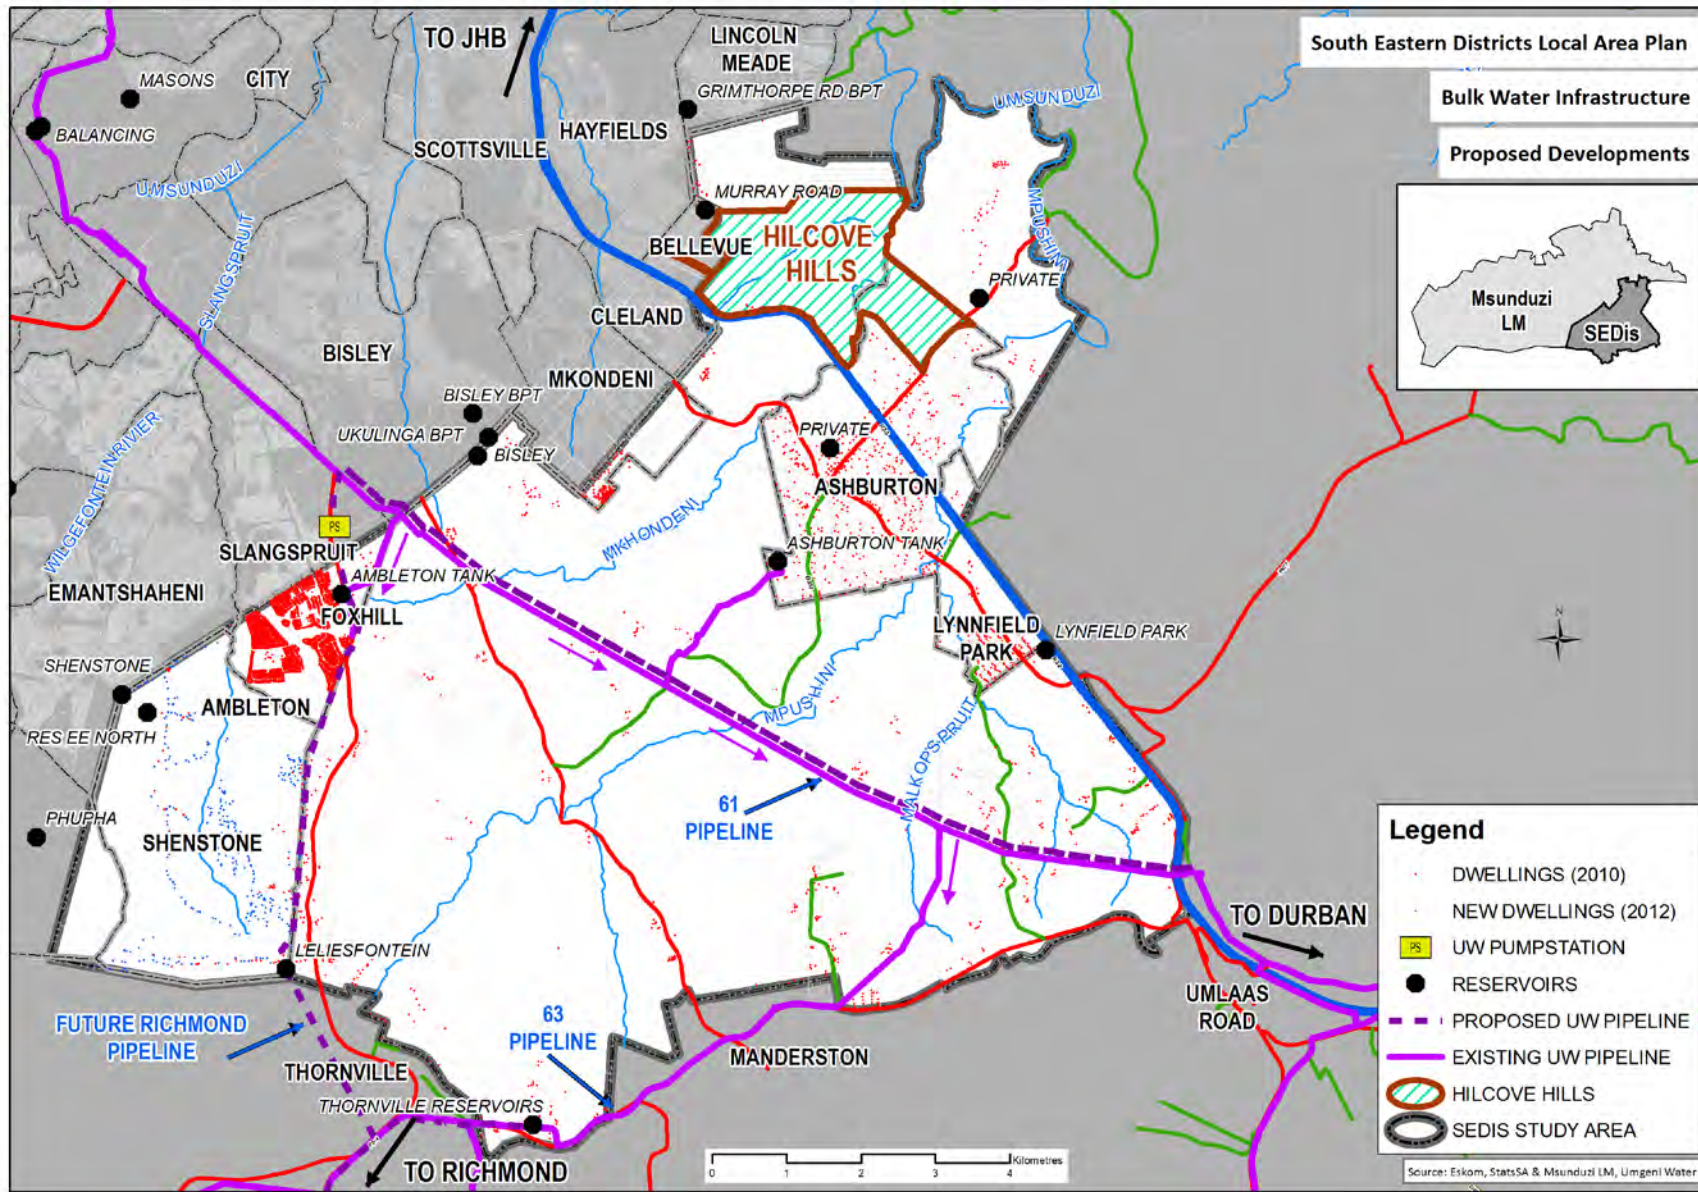 South Eastern Districts Local Area Plan
Bulk Water Infrastructure
Proposed Developments
TO JHB
LINCOLN
MEADE
CITY
MASONS
BALANCING
GRIMTHORPE RD BPT
HAYFIELDS
SCOTTSVILLE
UMSUNDUZI
UMSUNDUZI
SLANGSPRUIT
MURRAY ROAD
BELLEVUE
HILCOVE
HILLS
MPUSHINI
PRIVATE
Msunduzi
LM
SEDis
CLELAND
BISLEY
MKONDENI
BISLEY BPT
UKULINGA BPT
BISLEY
PRIVATE
ASHBURTON
WILGEFONTEINRIVIER
PS
SLANGSPRUIT
MKHONDENI
ASHBURTON TANK
AMBLETON TANK
EMANTSHAHENI
FOXHILL
LYNNFIELD
PARK
LYNFIELD PARK
N
SHENSTONE
AMBLETON
RES EE NORTH
MPUSHINI
MALKOPSPRUIT
61
PIPELINE
PHUPHA
SHENSTONE
LELIESFONTEIN
TO DURBAN
UMLAAS
ROAD
FUTURE RICHMOND
PIPELINE
63
PIPELINE
MANDERSTON
THORNVILLE
THORNVILLE RESERVOIRS
TO RICHMOND
Kilometres
0 1 2 3 4
Legend
DWELLINGS (2010)
NEW DWELLINGS (2012)
PS UW PUMPSTATION
RESERVOIRS
PROPOSED UW PIPELINE
EXISTING UW PIPELINE
HILCOVE HILLS
SEDIS STUDY AREA
Source: Eskom, StatsSA & Msunduzi LM, Umgeni Water